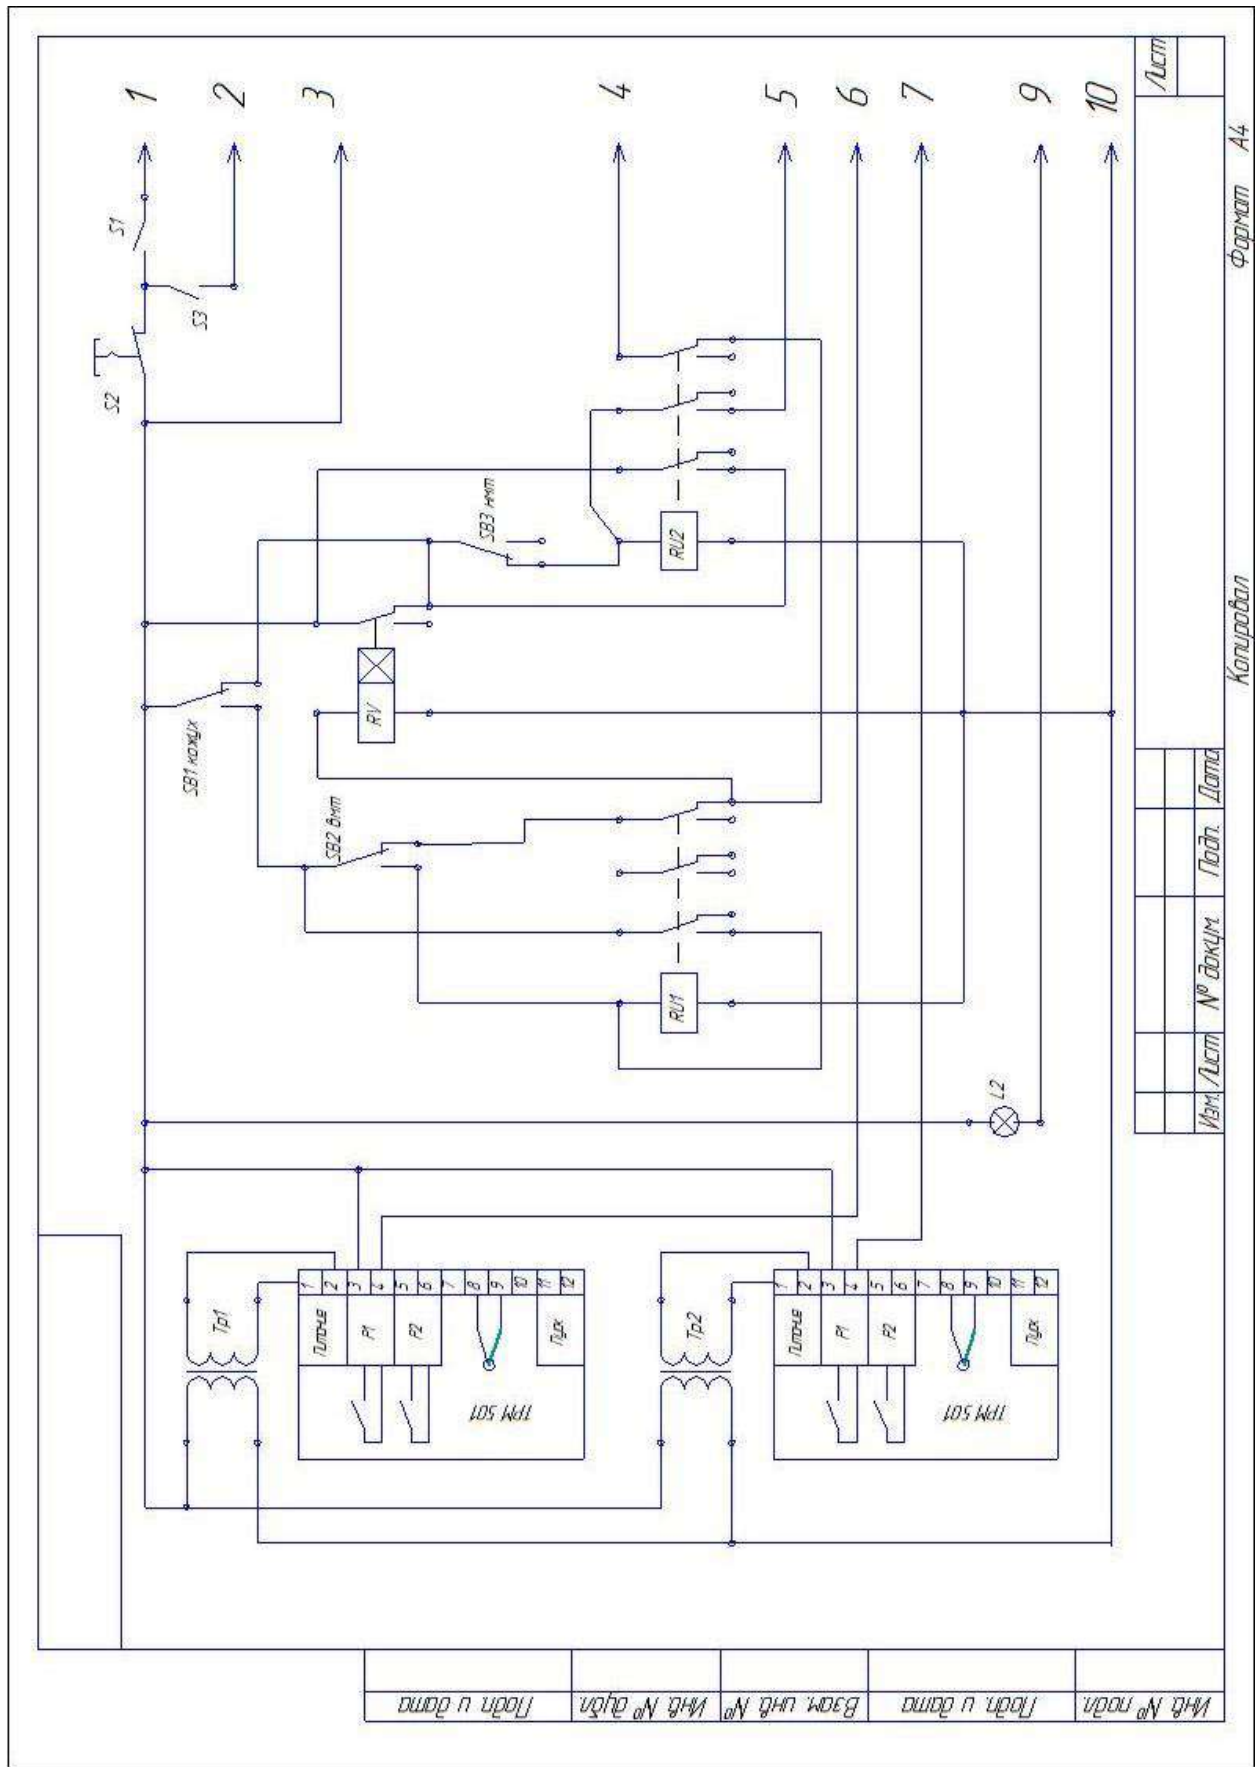 1
2
3
4
5
6
7
9
10
S1
S2
S3
SB1 кожух
SB2 вмт
SB3 нмт
RV
RU1
RU2
L2
Тр1
Питание
P1
P2
Пуск
1
2
3
4
5
6
7
8
9
10
11
12
ТРМ 501
Тр2
Питание
P1
P2
Пуск
1
2
3
4
5
6
7
8
9
10
11
12
ТРМ 501
Изм. Лист № докум. Подп. Дата
Лист
Копировал
Формат А4
Подп. и дата
Инв. № дубл.
Взам. инв. №
Подп. и дата
Инв. № подл.